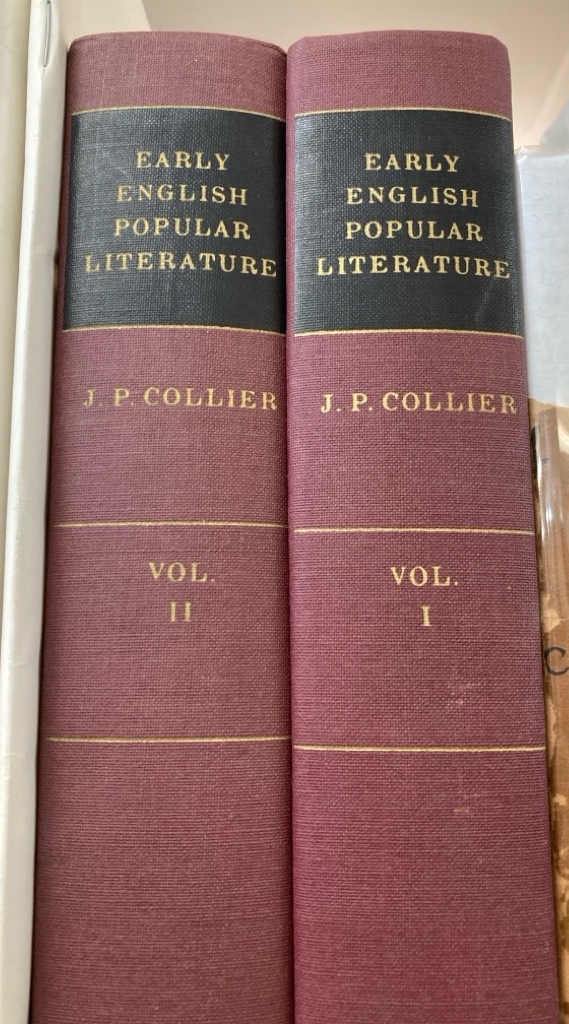 EARLY
ENGLISH
POPULAR
LITERATURE
J. P. COLLIER
VOL.
II
EARLY
ENGLISH
POPULAR
LITERATURE
J. P. COLLIER
VOL.
I
C